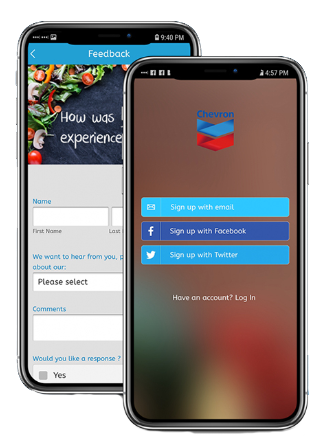 9:40 PM
Feedback
How was
experience
Name
First Name
Last
We want to hear from you, p
about our:
Please select
Comments
Would you like a response ?
Yes
4:57 PM
Chevron
Sign up with email
Sign up with Facebook
Sign up with Twitter
Have an account? Log In